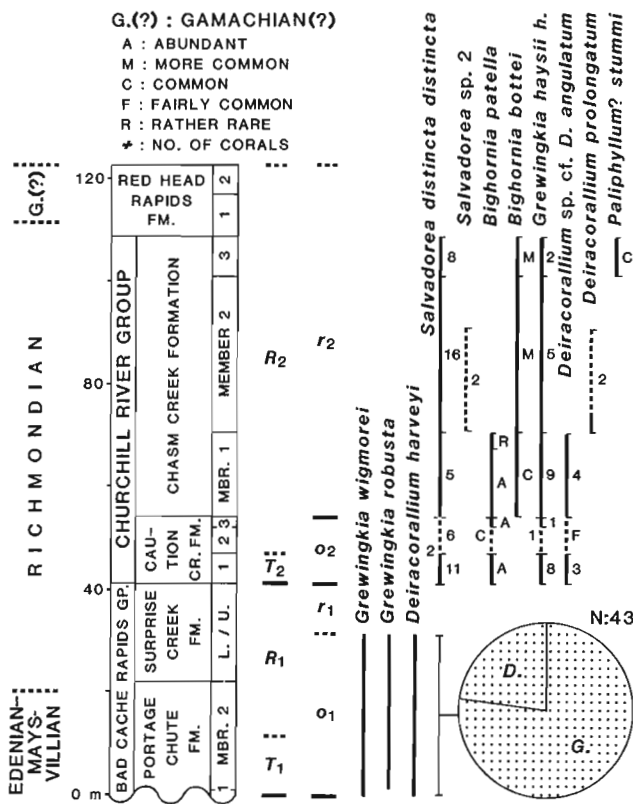 G.(?) : GAMACHIAN(?)
A : ABUNDANT
M : MORE COMMON
C : COMMON
F : FAIRLY COMMON
R : RATHER RARE
* : NO. OF CORALS
Salvadorea distincta distincta
Salvadorea sp. 2
Bighornia patella
Bighornia bottei
Grewingkia haysii h.
Deiracorallium sp. cf. D. angulatum
Deiracorallium prolongatum
Paliphyllum? stummi
Grewingkia wigmorei
Grewingkia robusta
Deiracorallium harveyi
G.(?)
RICHMONDIAN
EDENIAN-
MAYS-
VILLIAN
120
80
40
0 m
RED HEAD
RAPIDS
FM.
2
1
CHURCHILL RIVER GROUP
CHASM CREEK FORMATION
3
MEMBER 2
MBR. 1
CAU-
TION
CR. FM.
3
2
1
BAD CACHE RAPIDS GP.
SURPRISE
CREEK
FM.
L. / U.
PORTAGE
CHUTE
FM.
MBR. 2
1
R2
T2
R1
T1
r2
o2
r1
o1
8 M 2 C
16 2 M 5 2
5 R A C 9 4
2 6 C A 1 1 F
11 A 8 3
N:43
D.
G.